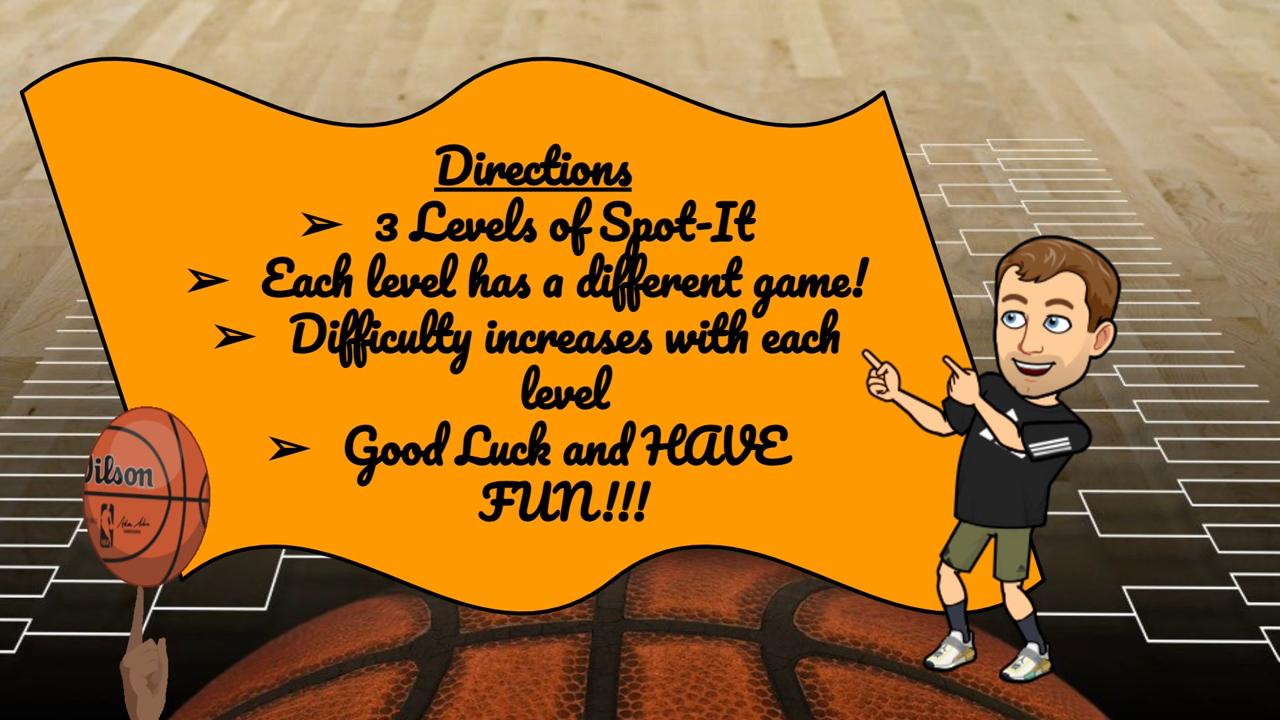 Directions
➢ 3 Levels of Spot-It
➢ Each level has a different game!
➢ Difficulty increases with each
level
➢ Good Luck and HAVE
FUN!!!
ilson